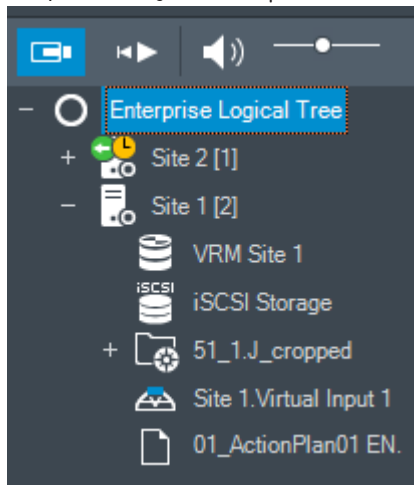 Enterprise Logical Tree
Site 2 [1]
Site 1 [2]
VRM Site 1
iSCSI
iSCSI Storage
51_1.J_cropped
Site 1.Virtual Input 1
01_ActionPlan01 EN.